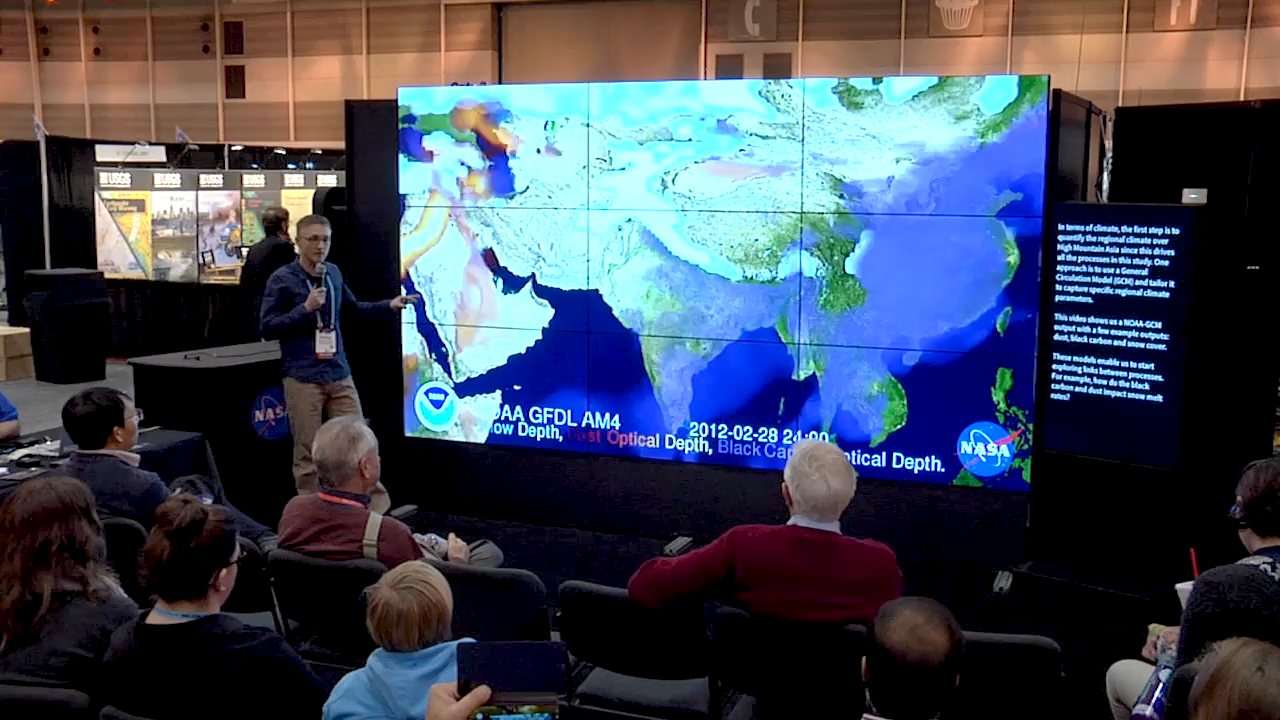 USGS USGS USGS USGS USGS USGS
NASA
NOAA
OAA GFDL AM4
2012-02-28 24:00
ow Depth, Dust Optical Depth, Black Car ptical Depth.
NASA
In terms of climate, the first step is to
quantify the regional climate over
High Mountain Asia since this drives
all the processes in this study. One
approach is to use a General
Circulation Model (GCM) and tailor it
to capture specific regional climate
parameters.
This video shows us a NOAA-GCM
output with a few example outputs:
dust, black carbon and snow cover.
These models enable us to start
exploring links between processes.
For example, how do the black
carbon and dust impact snow melt
rates?